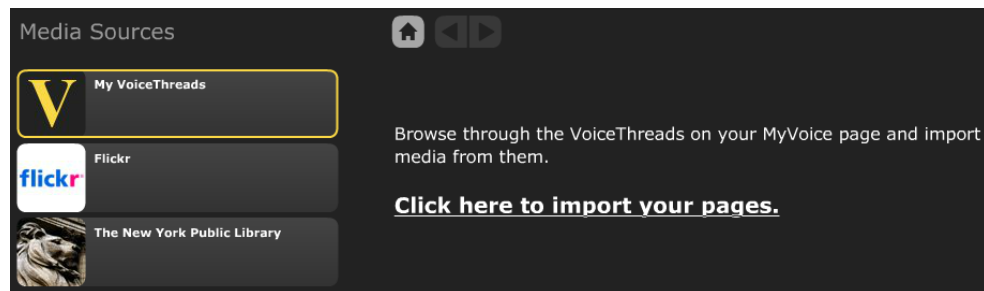 Media Sources
V
My VoiceThreads
flickr
Flickr
The New York Public Library
Browse through the VoiceThreads on your MyVoice page and import
media from them.
Click here to import your pages.